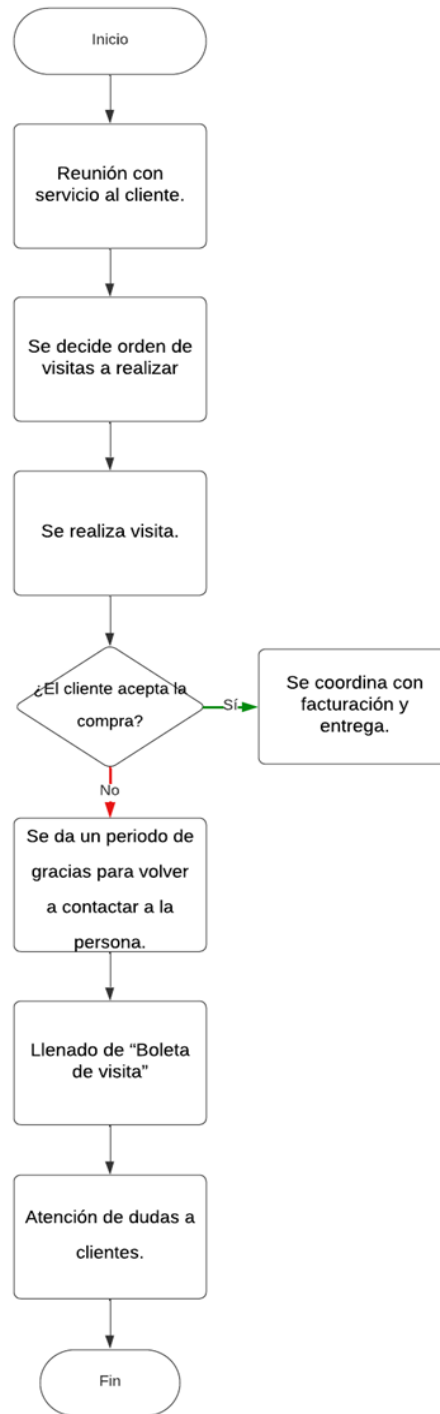 Inicio
Reunión con
servicio al cliente.
Se decide orden de
visitas a realizar
Se realiza visita.
¿El cliente acepta la
compra?
Sí
Se coordina con
facturación y
entrega.
No
Se da un periodo de
gracias para volver
a contactar a la
persona.
Llenado de “Boleta
de visita”
Atención de dudas a
clientes.
Fin